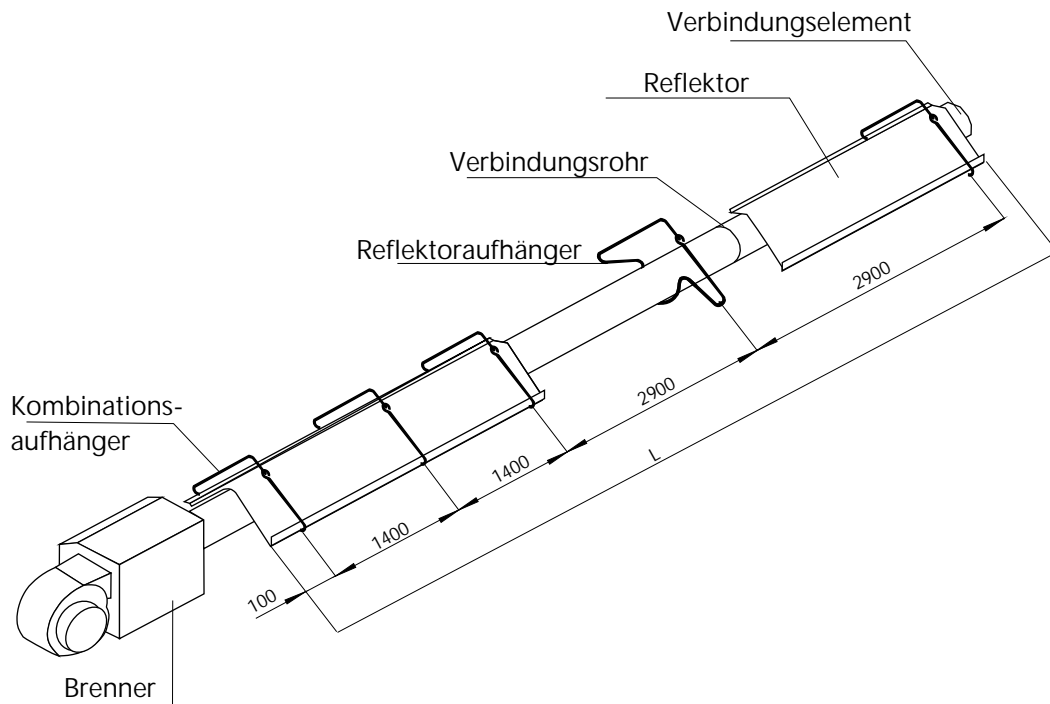 Verbindungselement
Reflektor
Verbindungsrohr
Reflektoraufhänger
2900
2900
L
Kombinations-
aufhänger
1400
1400
100
Brenner